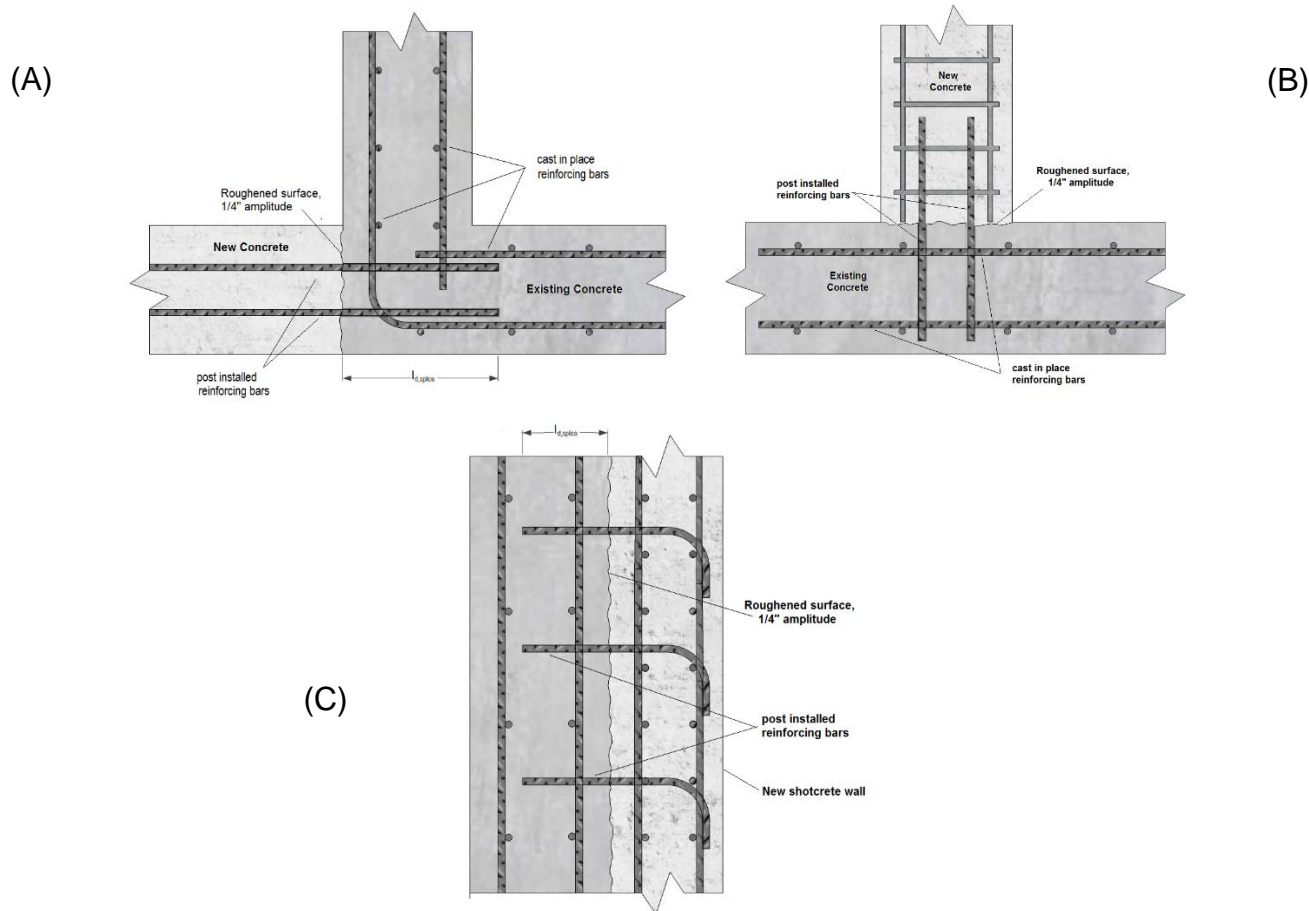 (A)
cast in place
reinforcing bars
Roughened surface,
1/4" amplitude
New Concrete
Existing Concrete
post installed
reinforcing bars
l d,splice
(B)
New
Concrete
post installed
reinforcing bars
Roughened surface,
1/4" amplitude
Existing
Concrete
cast in place
reinforcing bars
l d,splice
(C)
Roughened surface,
1/4" amplitude
post installed
reinforcing bars
New shotcrete wall